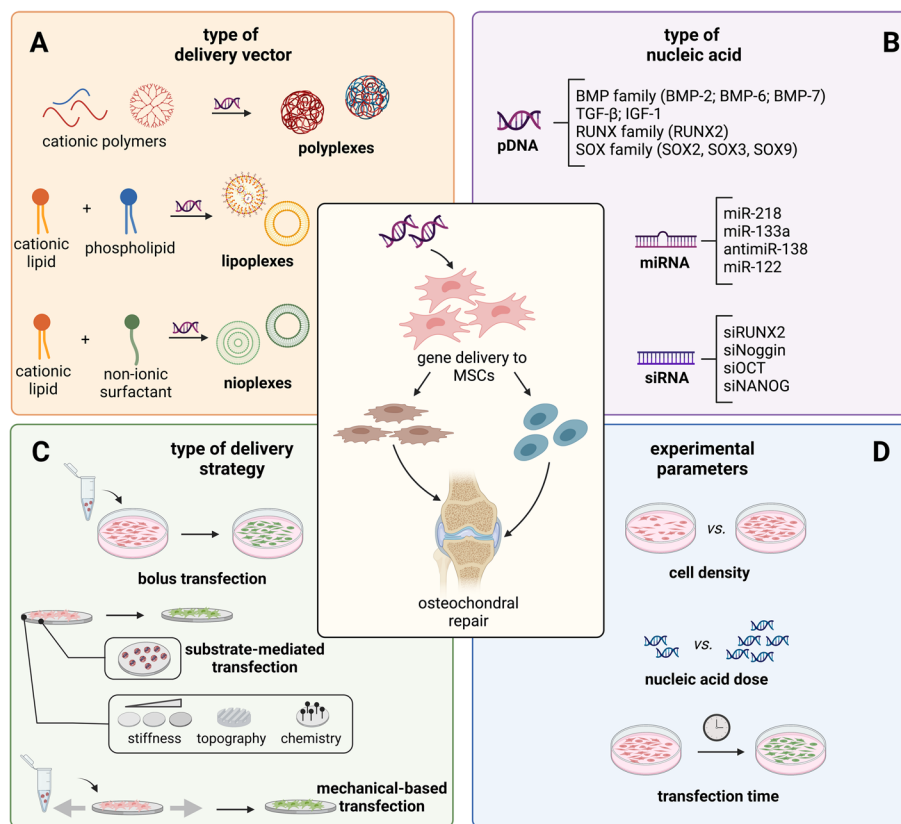 A
type of
delivery vector
cationic polymers
polyplexes
+
cationic
lipid
phospholipid
lipoplexes
+
cationic
lipid
non-ionic
surfactant
nioplexes
type of
nucleic acid
B
pDNA
BMP family (BMP-2; BMP-6; BMP-7)
TGF-β; IGF-1
RUNX family (RUNX2)
SOX family (SOX2, SOX3, SOX9)
miRNA
miR-218
miR-133a
antimiR-138
miR-122
siRNA
siRUNX2
siNoggin
siOCT
siNANOG
gene delivery to
MSCs
osteochondral
repair
C
type of delivery
strategy
bolus transfection
substrate-mediated
transfection
stiffness
topography
chemistry
mechanical-based
transfection
experimental
parameters
D
vs.
cell density
vs.
nucleic acid dose
transfection time